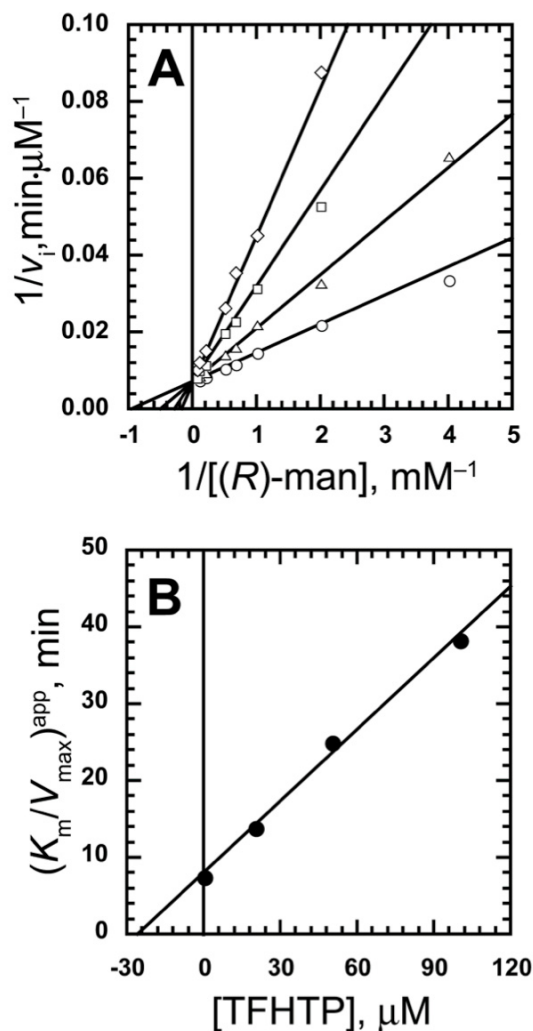 A
0.10
0.08
0.06
0.04
0.02
0.00
1/vᵢ, min·µM⁻¹
-1 0 1 2 3 4 5
1/[(R)-man], mM⁻¹
B
50
40
30
20
10
0
(Kₘ/Vₘₐₓ)ᵃᵖᵖ, min
-30 0 30 60 90 120
[TFHTP], µM